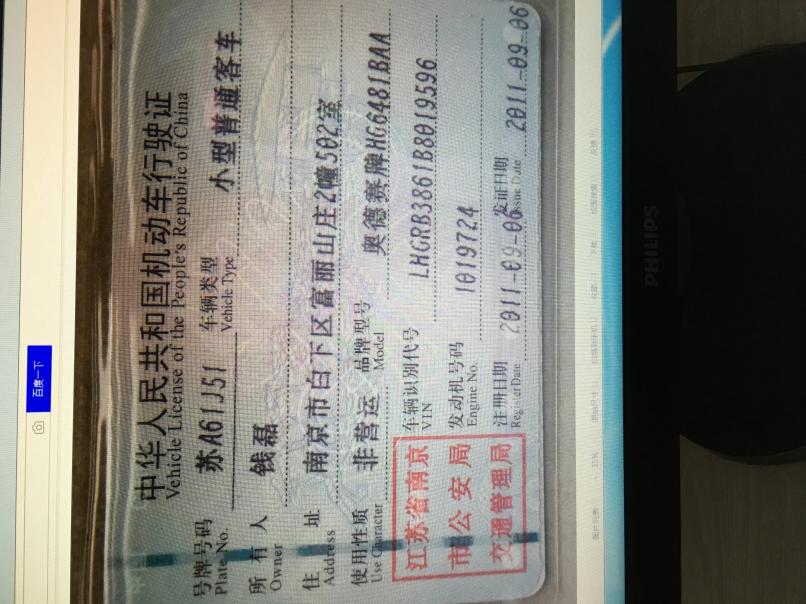 中华人民共和国机动车行驶证
Vehicle License of the People's Republic of China
号牌号码 苏A61J51 车辆类型 小型普通客车
Plate No. Vehicle Type
所有人 钱磊
Owner
住址 南京市白下区富丽山庄2幢502室
Address
使用性质 非营运 品牌型号 奥德赛牌HG6481BAA
Use Character Model
江苏省南京
市公安局
交通管理局
车辆识别代号 LHGRB3861B8019596
VIN
发动机号码 1019724
Engine No.
注册日期 2011-09-06 发证日期 2011-09-06
Register Date Issue Date
百度一下
35%
PHILIPS